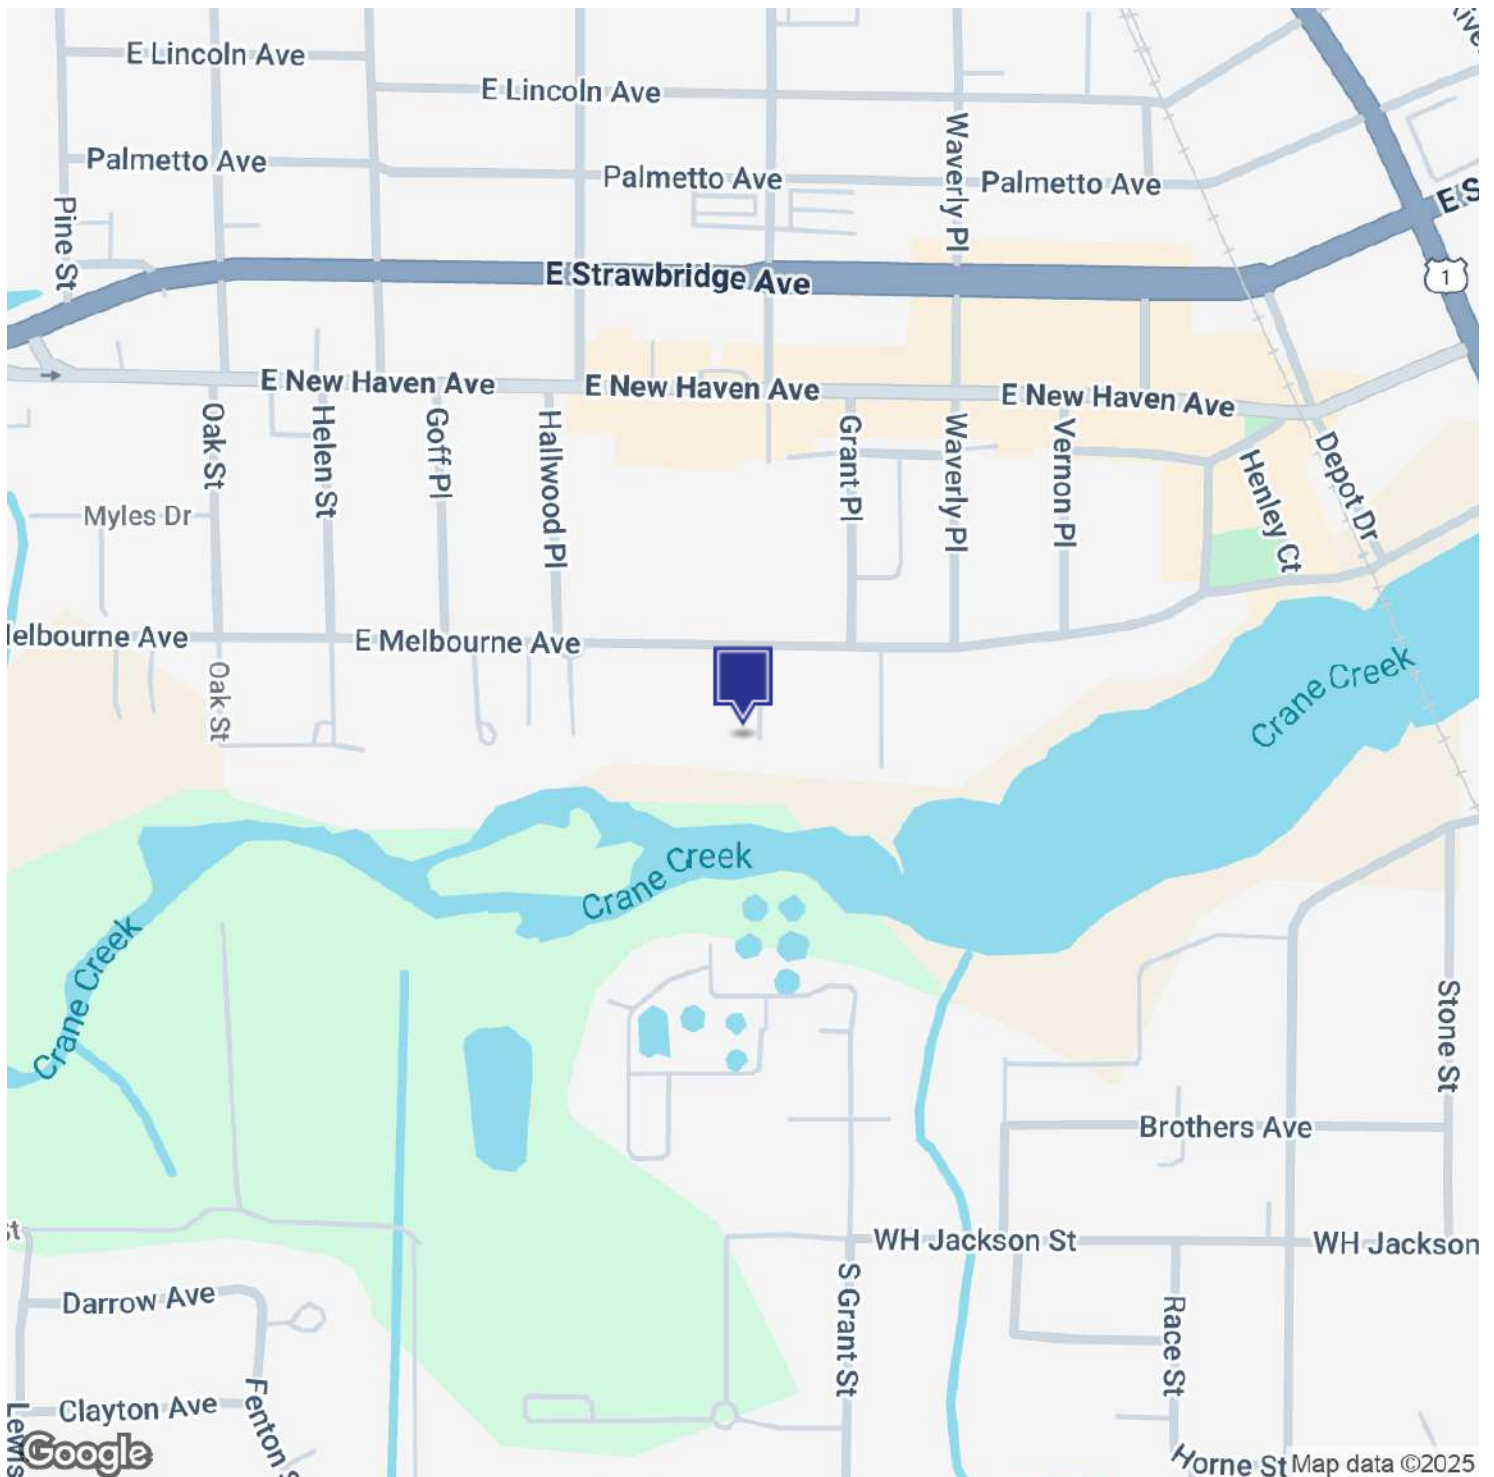 E Lincoln Ave
E Lincoln Ave
Waverly Pl
Palmetto Ave
Palmetto Ave
Palmetto Ave
Pine St
E S
1
E Strawbridge Ave
E New Haven Ave
E New Haven Ave
E New Haven Ave
Oak St
Helen St
Goff Pl
Hallwood Pl
Grant Pl
Waverly Pl
Vernon Pl
Henley Ct
Depot Dr
Myles Dr
elbourne Ave
E Melbourne Ave
Oak St
Crane Creek
Crane Creek
Crane Creek
Stone St
Brothers Ave
WH Jackson St
WH Jackson
st
Darrow Ave
S Grant St
Race St
Clayton Ave
Fenton S
Lewis
Horne St
Google
Map data ©2025